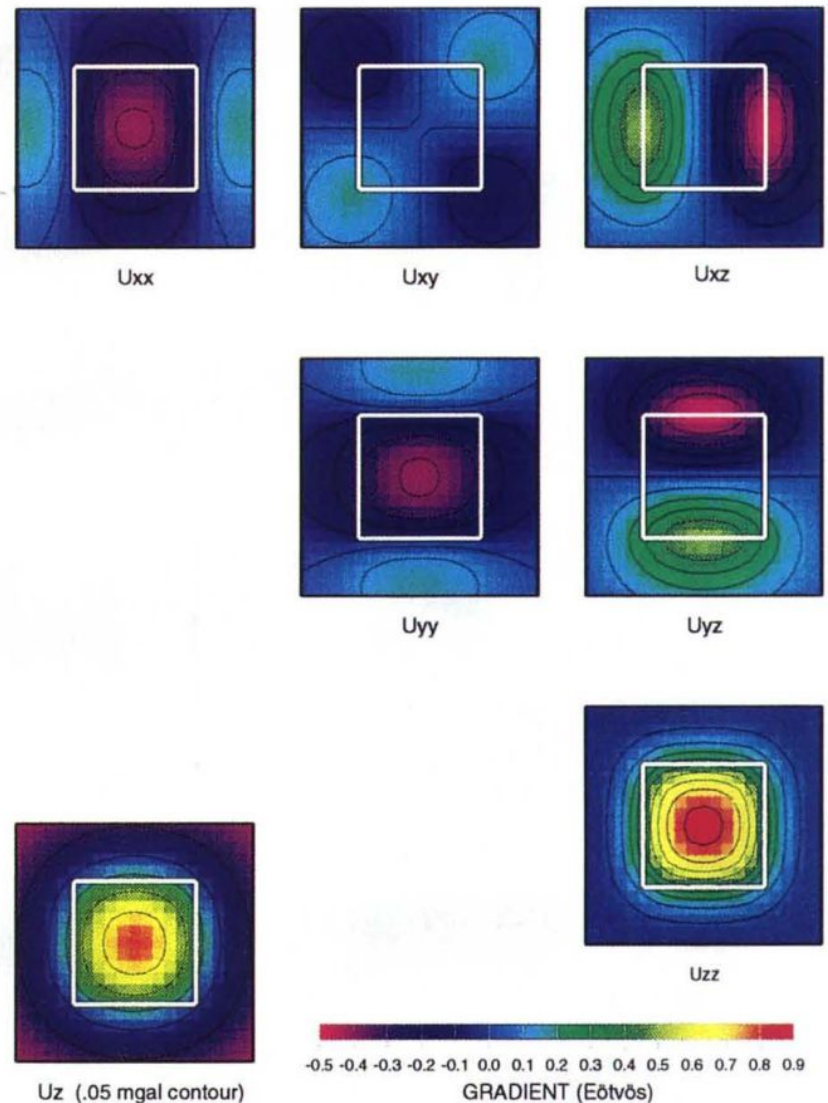 Uxx Uxy Uxz
Uyy Uyz
Uzz
-0.5 -0.4 -0.3 -0.2 -0.1 0.0 0.1 0.2 0.3 0.4 0.5 0.6 0.7 0.8 0.9
Uz (.05 mgal contour) GRADIENT (Eötvös)